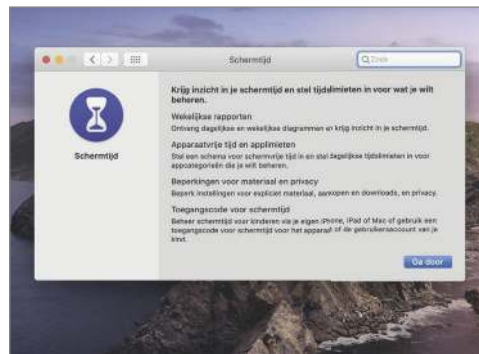 Schermtijd
Zoek
Krijg inzicht in je schermtijd en stel tijdslimieten in voor wat je wilt
beheren.
Wekelijkse rapporten
Ontvang dagelijkse en wekelijkse diagrammen en krijg inzicht in je schermtijd.
Schermtijd
Apparaatvrije tijd en applimieten
Stel een schema voor schermvrije tijd in en stel dagelijkse tijdslimieten in voor
appcategorieën die je wilt beheren.
Beperkingen voor materiaal en privacy
Beperk instellingen voor expliciet materiaal, aankopen en downloads, en privacy.
Toegangscode voor schermtijd
Beheer schermtijd voor kinderen via je eigen iPhone, iPad of Mac of gebruik een
toegangscode voor schermtijd voor het apparaat of de gebruikersaccount van je
kind.
Ga door